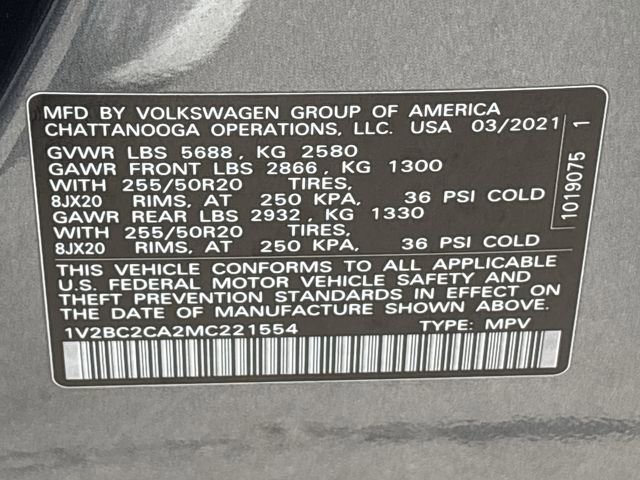 MFD BY VOLKSWAGEN GROUP OF AMERICA
CHATTANOOGA OPERATIONS, LLC. USA 03/2021
GVWR LBS 5688, KG 2580
GAWR FRONT LBS 2866, KG 1300
WITH 255/50R20 TIRES,
8JX20 RIMS, AT 250 KPA, 36 PSI COLD
GAWR REAR LBS 2932, KG 1330
WITH 255/50R20 TIRES,
8JX20 RIMS, AT 250 KPA, 36 PSI COLD
THIS VEHICLE CONFORMS TO ALL APPLICABLE
U.S. FEDERAL MOTOR VEHICLE SAFETY AND
THEFT PREVENTION STANDARDS IN EFFECT ON
THE DATE OF MANUFACTURE SHOWN ABOVE.
1V2BC2CA2MC221554 TYPE: MPV
1019075 1